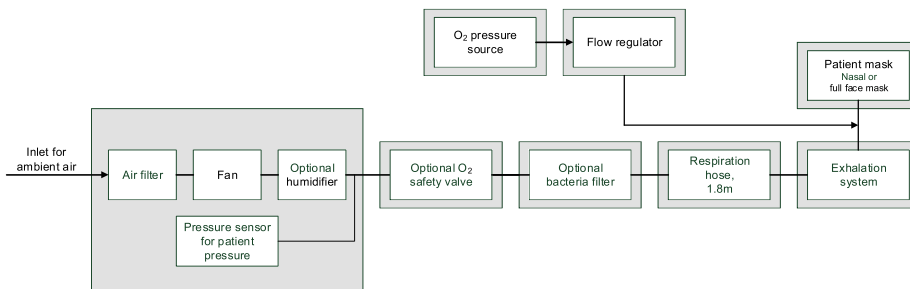 O₂ pressure
source
Flow regulator
Patient mask
Nasal or
full face mask
Inlet for
ambient air
Air filter
Fan
Optional
humidifier
Optional O₂
safety valve
Optional
bacteria filter
Respiration
hose,
1.8m
Exhalation
system
Pressure sensor
for patient
pressure